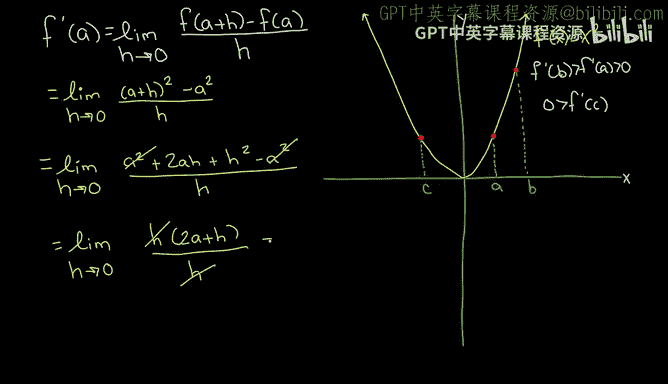 GPT中英字幕课程资源@bilibili.com
GPT中英字幕课程资源 bilibili
f'(a) = lim h→0 f(a+h)-f(a) / h
= lim h→0 (a+h)² - a² / h
= lim h→0 a² + 2ah + h² - a² / h
= lim h→0 h(2a+h) / h =
f'(b)>f'(a)>0
0>f'(c)
c a b x